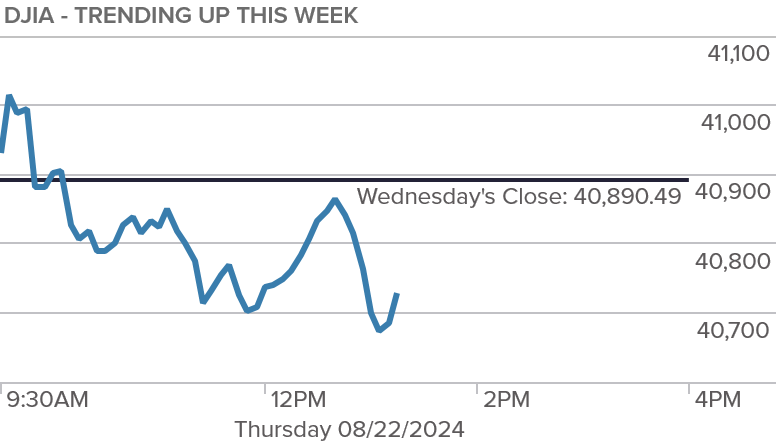 DJIA - TRENDING UP THIS WEEK
41,100
41,000
40,900
Wednesday's Close: 40,890.49
40,800
40,700
9:30AM 12PM 2PM 4PM
Thursday 08/22/2024